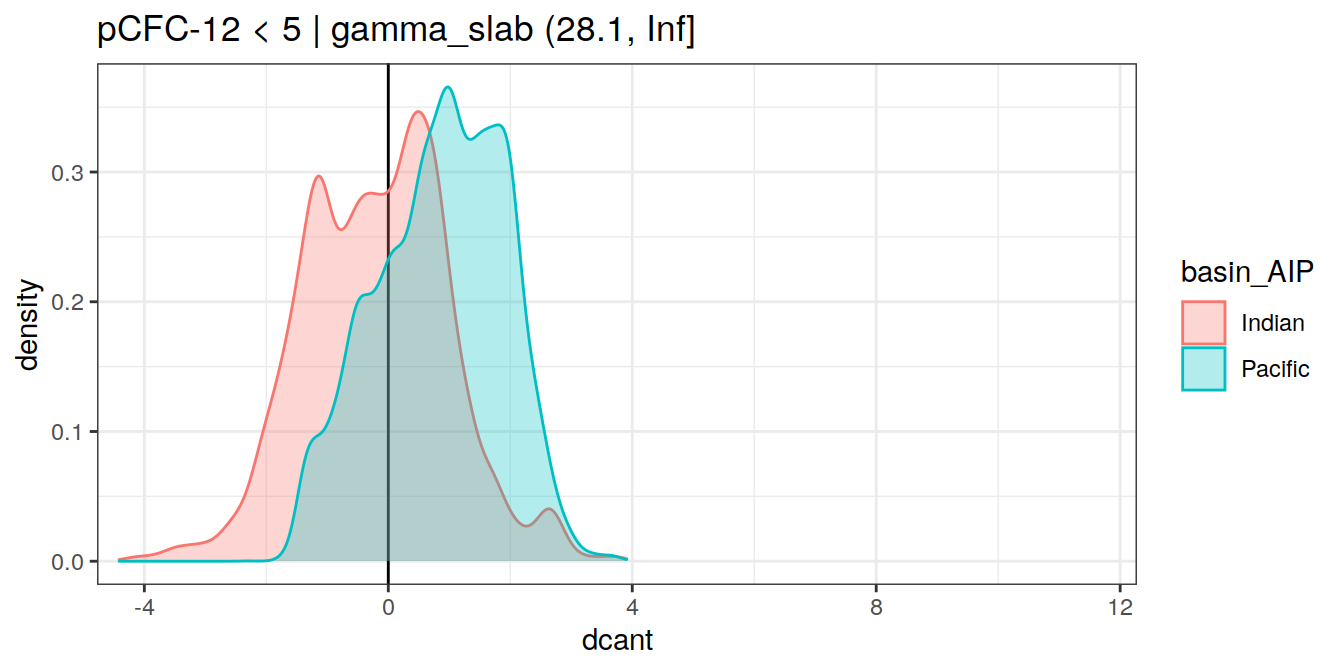 pCFC-12 < 5 | gamma_slab (28.1, Inf]
density
0.3
0.2
0.1
0.0
-4 0 4 8 12
dcant
basin_AIP
Indian
Pacific